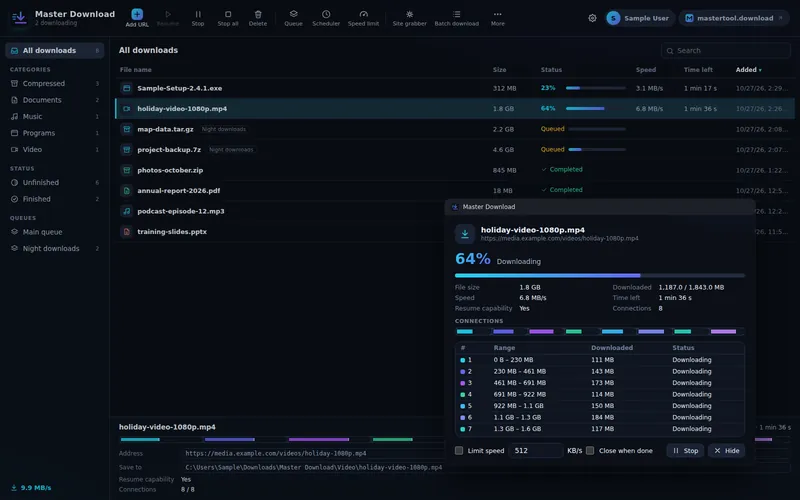 Master Download
2 downloading
Add URL
Resume
Stop
Stop all
Delete
Queue
Scheduler
Speed limit
Site grabber
Batch download
More
S Sample User
M mastertool.download
All downloads 8
CATEGORIES
Compressed 3
Documents 2
Music 1
Programs 1
Video 1
STATUS
Unfinished 6
Finished 2
QUEUES
Main queue
Night downloads 2
9.9 MB/s
All downloads
Search
File name Size Status Speed Time left Added
Sample-Setup-2.4.1.exe 312 MB 23% 3.1 MB/s 1 min 17 s 10/27/26, 2:29...
holiday-video-1080p.mp4 1.8 GB 64% 6.8 MB/s 1 min 36 s 10/27/26, 2:26...
map-data.tar.gz Night downloads 2.2 GB Queued 10/27/26, 2:08...
project-backup.7z Night downloads 4.6 GB Queued 10/27/26, 2:07...
photos-october.zip 845 MB Completed 10/27/26, 1:22...
annual-report-2026.pdf 18 MB Completed 10/27/26, 12:5...
podcast-episode-12.mp3 12:2...
training-slides.pptx 11:5...
Master Download
holiday-video-1080p.mp4
https://media.example.com/videos/holiday-1080p.mp4
64% Downloading
File size 1.8 GB Downloaded 1,187.0 / 1,843.0 MB
Speed 6.8 MB/s Time left 1 min 36 s
Resume capability Yes Connections 8
CONNECTIONS
# Range Downloaded Status
1 0 B – 230 MB 111 MB Downloading
2 230 MB – 461 MB 143 MB Downloading
3 461 MB – 691 MB 173 MB Downloading
4 691 MB – 922 MB 114 MB Downloading
5 922 MB – 1.1 GB 150 MB Downloading
6 1.1 GB – 1.3 GB 184 MB Downloading
7 1.3 GB – 1.6 GB 117 MB Downloading
Limit speed 512 KB/s Close when done Stop Hide
holiday-video-1080p.mp4 1 min 36 s
Address https://media.example.com/videos/holiday-1080p.mp4
Save to C:\Users\Sample\Downloads\Master Download\Video\holiday-video-1080p.mp4
Resume capability Yes
Connections 8 / 8